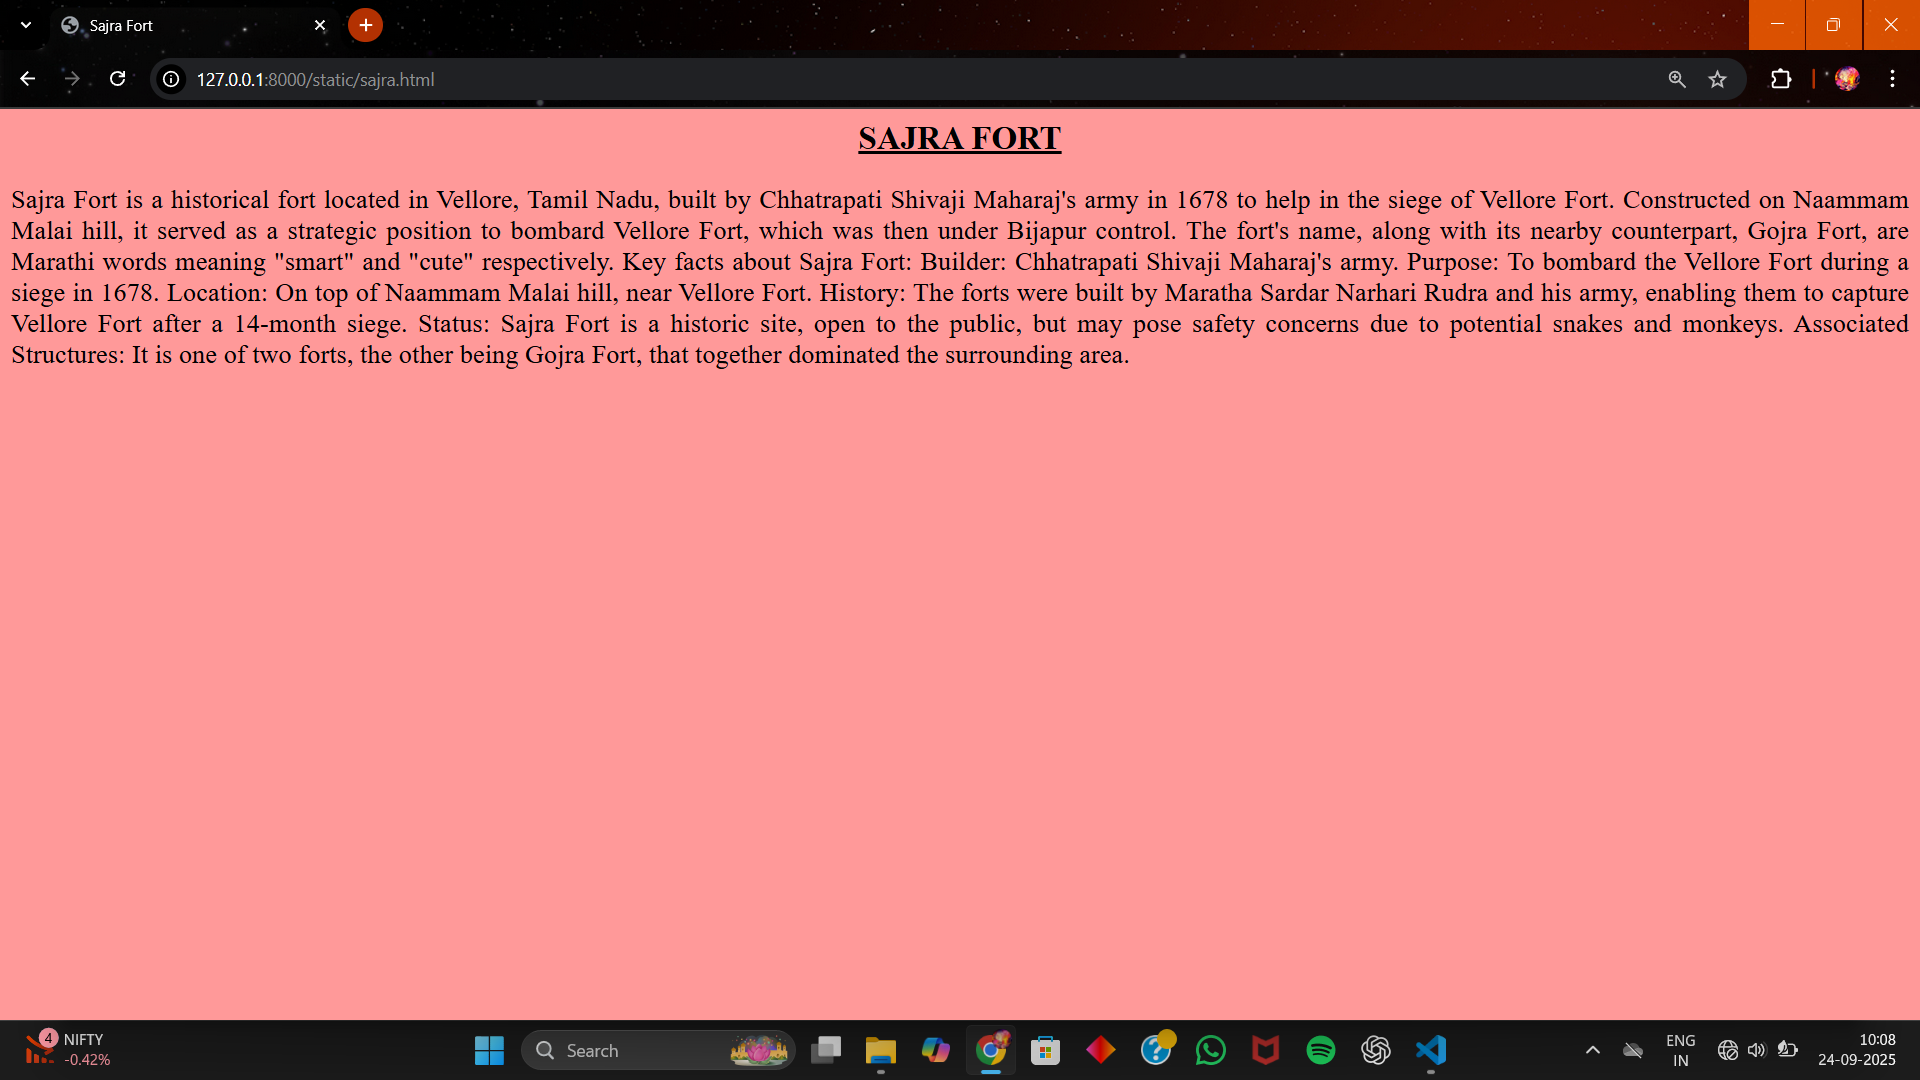 Sajra Fort
127.0.0.1:8000/static/sajra.html
SAJRA FORT
Sajra Fort is a historical fort located in Vellore, Tamil Nadu, built by Chhatrapati Shivaji Maharaj's army in 1678 to help in the siege of Vellore Fort. Constructed on Naammam
Malai hill, it served as a strategic position to bombard Vellore Fort, which was then under Bijapur control. The fort's name, along with its nearby counterpart, Gojra Fort, are
Marathi words meaning "smart" and "cute" respectively. Key facts about Sajra Fort: Builder: Chhatrapati Shivaji Maharaj's army. Purpose: To bombard the Vellore Fort during a
siege in 1678. Location: On top of Naammam Malai hill, near Vellore Fort. History: The forts were built by Maratha Sardar Narhari Rudra and his army, enabling them to capture
Vellore Fort after a 14-month siege. Status: Sajra Fort is a historic site, open to the public, but may pose safety concerns due to potential snakes and monkeys. Associated
Structures: It is one of two forts, the other being Gojra Fort, that together dominated the surrounding area.
4
NIFTY
-0.42%
Search
ENG
IN
10:08
24-09-2025